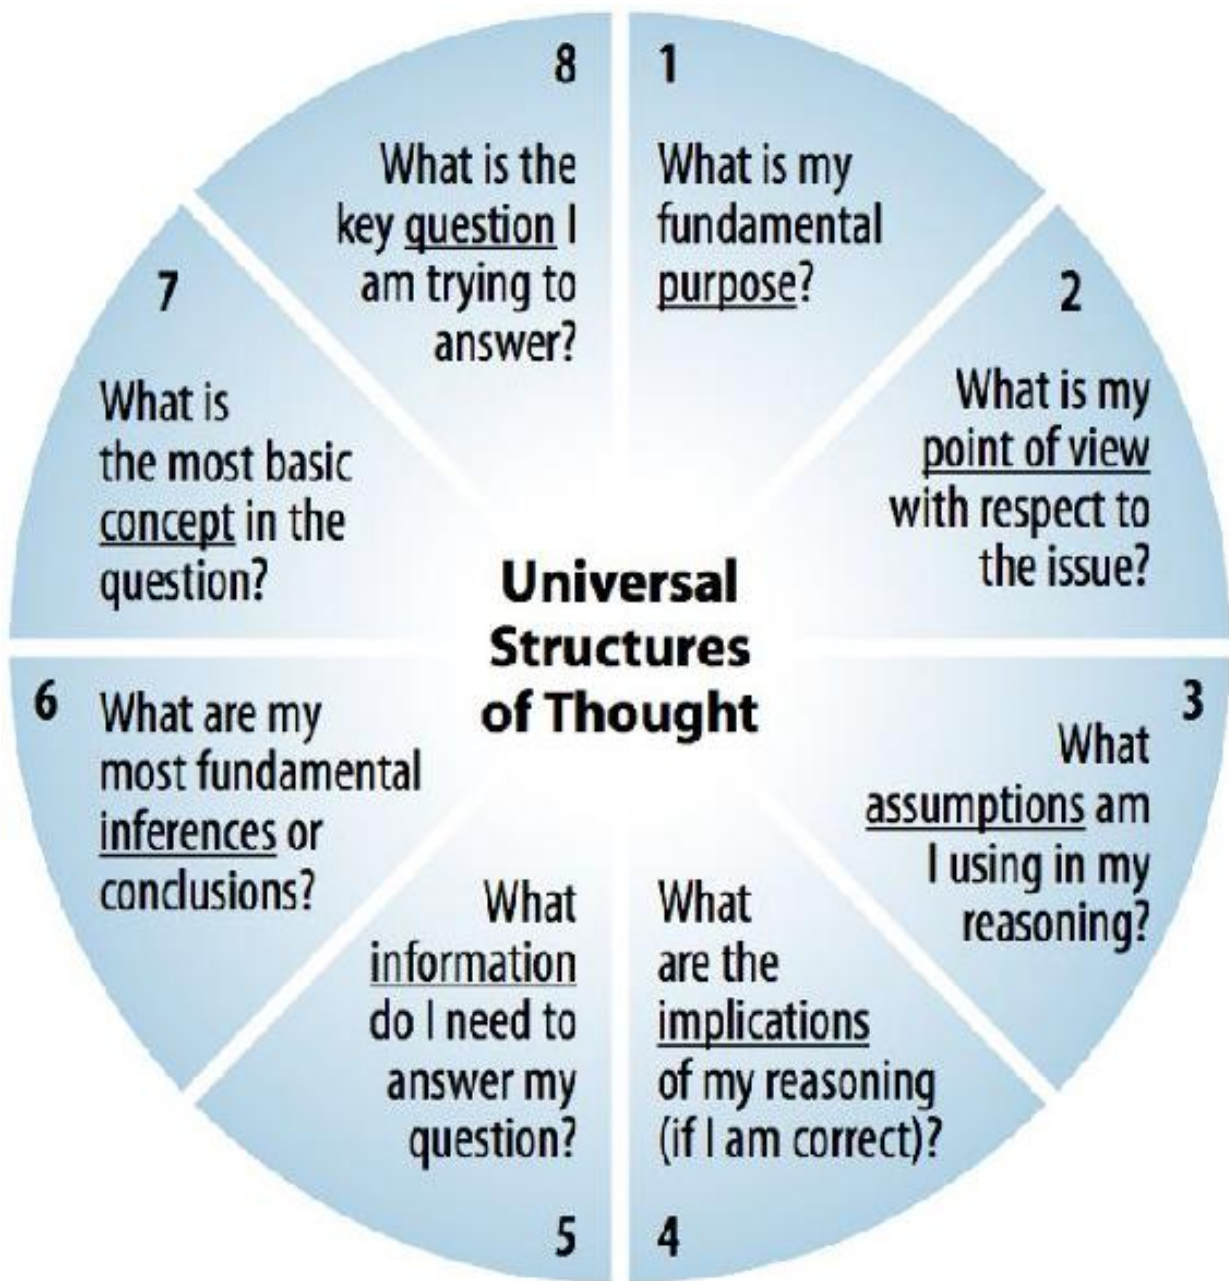 8
What is the
key question I
am trying to
answer?
1
What is my
fundamental
purpose?
2
What is my
point of view
with respect to
the issue?
3
What
assumptions am
I using in my
reasoning?
4
What
are the
implications
of my reasoning
(if I am correct)?
5
What
information
do I need to
answer my
question?
6
What are my
most fundamental
inferences or
conclusions?
7
What is
the most basic
concept in the
question?
Universal
Structures
of Thought